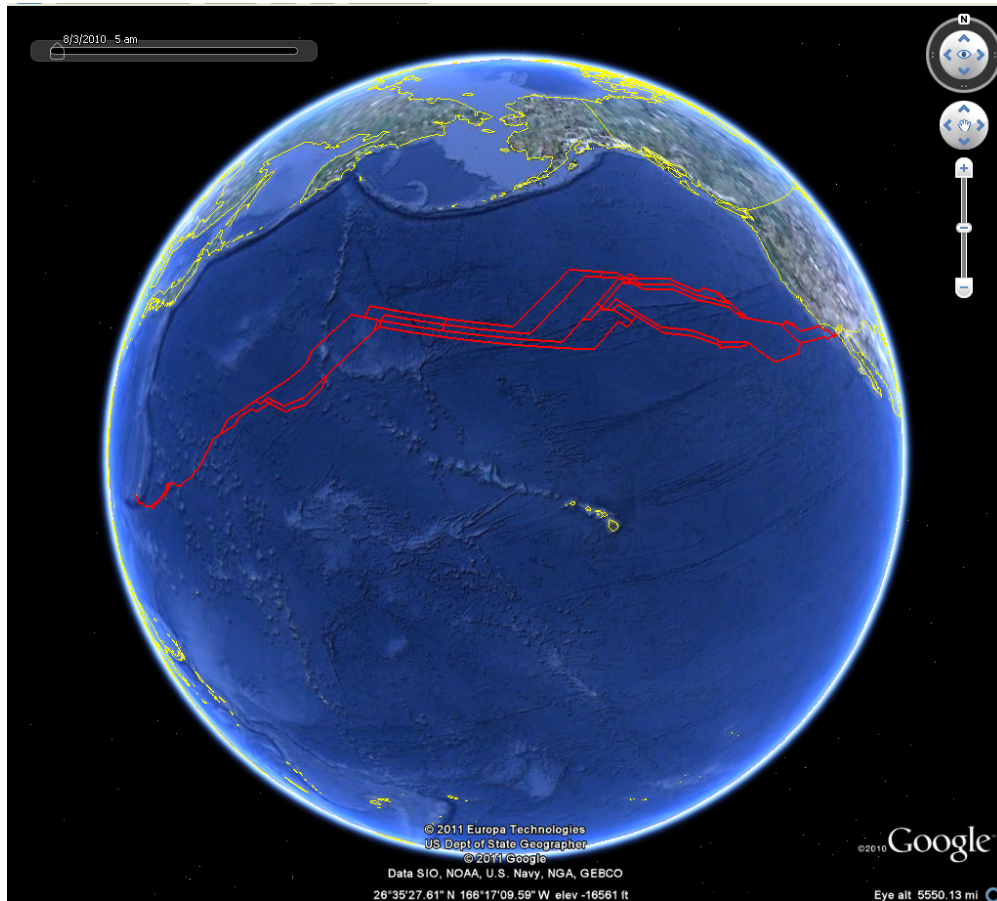 8/3/2010 5 am
N
© 2011 Europa Technologies
US Dept of State Geographer
© 2011 Google
©2010 Google
Data SIO, NOAA, U.S. Navy, NGA, GEBCO
26°35'27.61" N 166°17'09.59" W elev -16561 ft
Eye alt 5550.13 mi